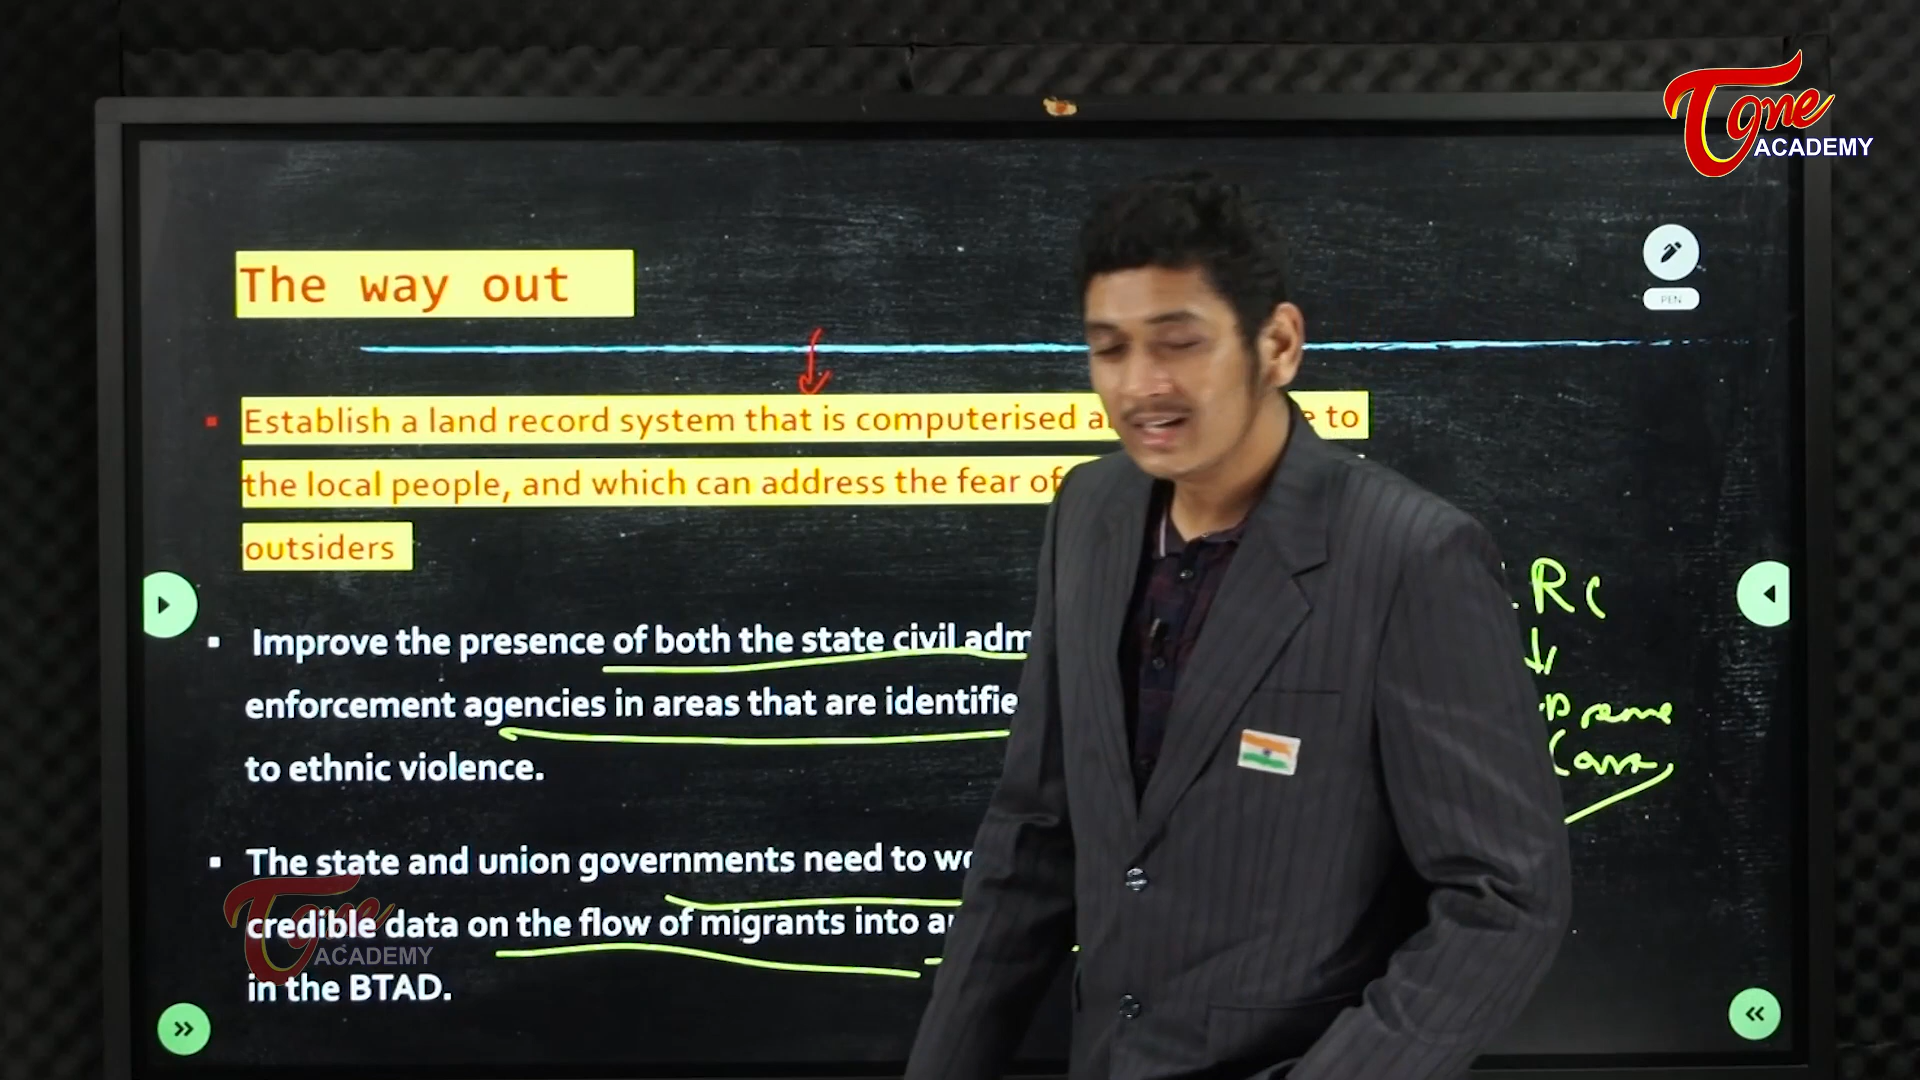 Tone
ACADEMY
PEN
The way out
Establish a land record system that is computerised to
the local people, and which can address the fear of
outsiders
Improve the presence of both the state civil
enforcement agencies in areas that are
to ethnic violence.
The state and union governments need to
credible data on the flow of migrants into
in the BTAD.
Tone
ACADEMY